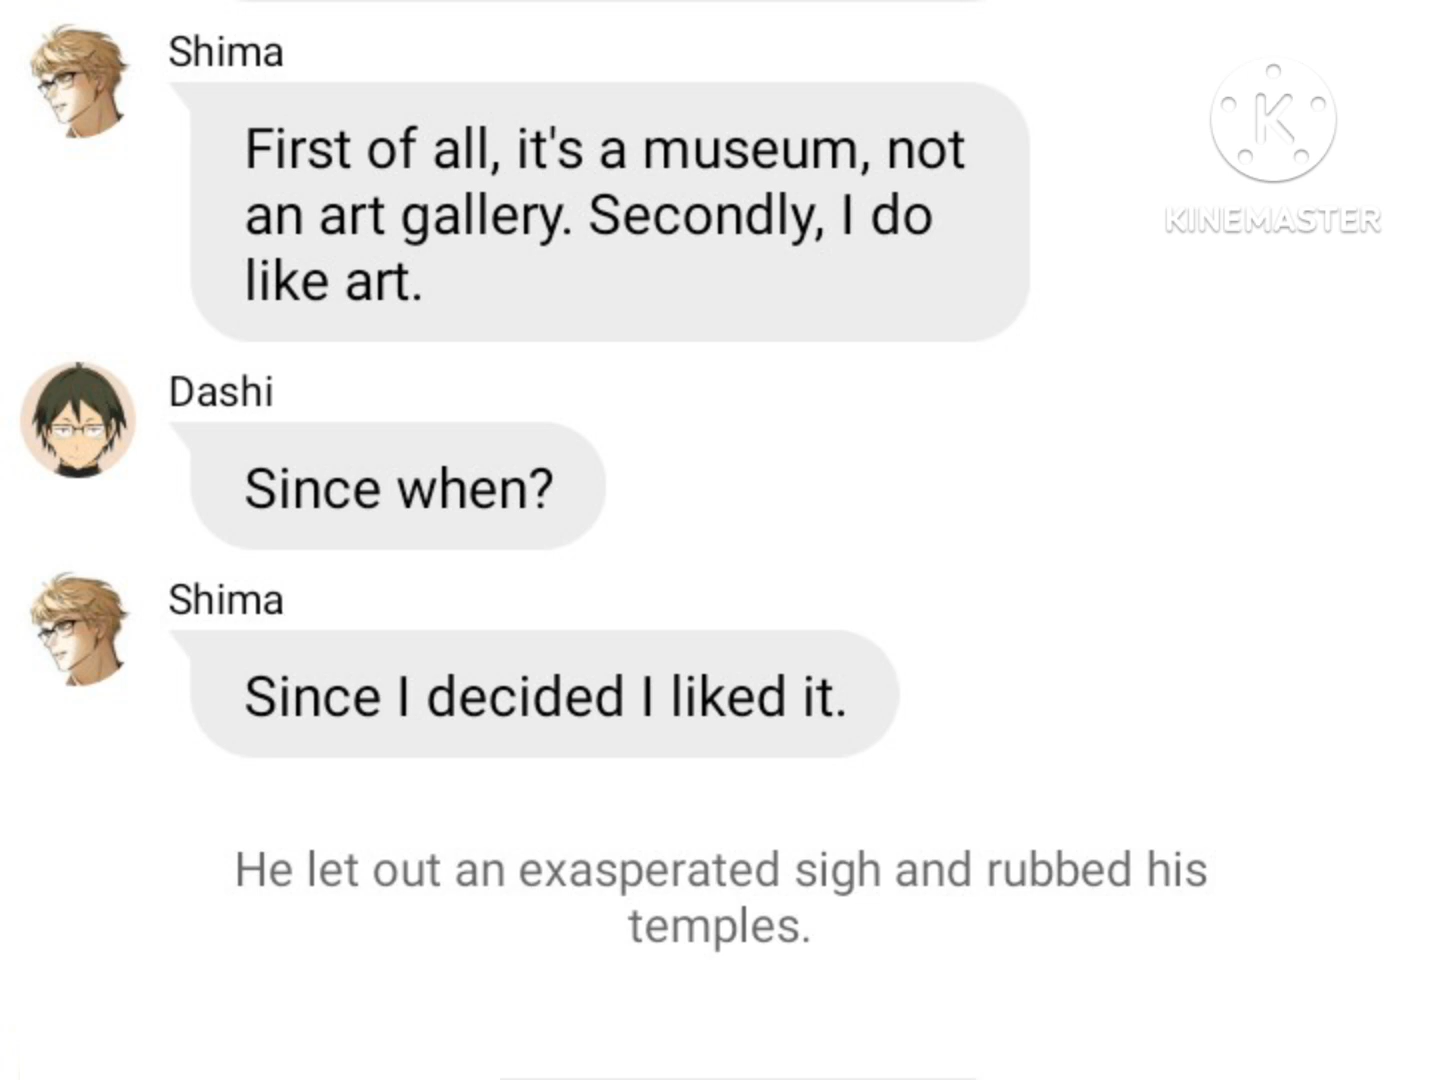 Shima
First of all, it's a museum, not
an art gallery. Secondly, I do
like art.
K
KINEMASTER
Dashi
Since when?
Shima
Since I decided I liked it.
He let out an exasperated sigh and rubbed his
temples.